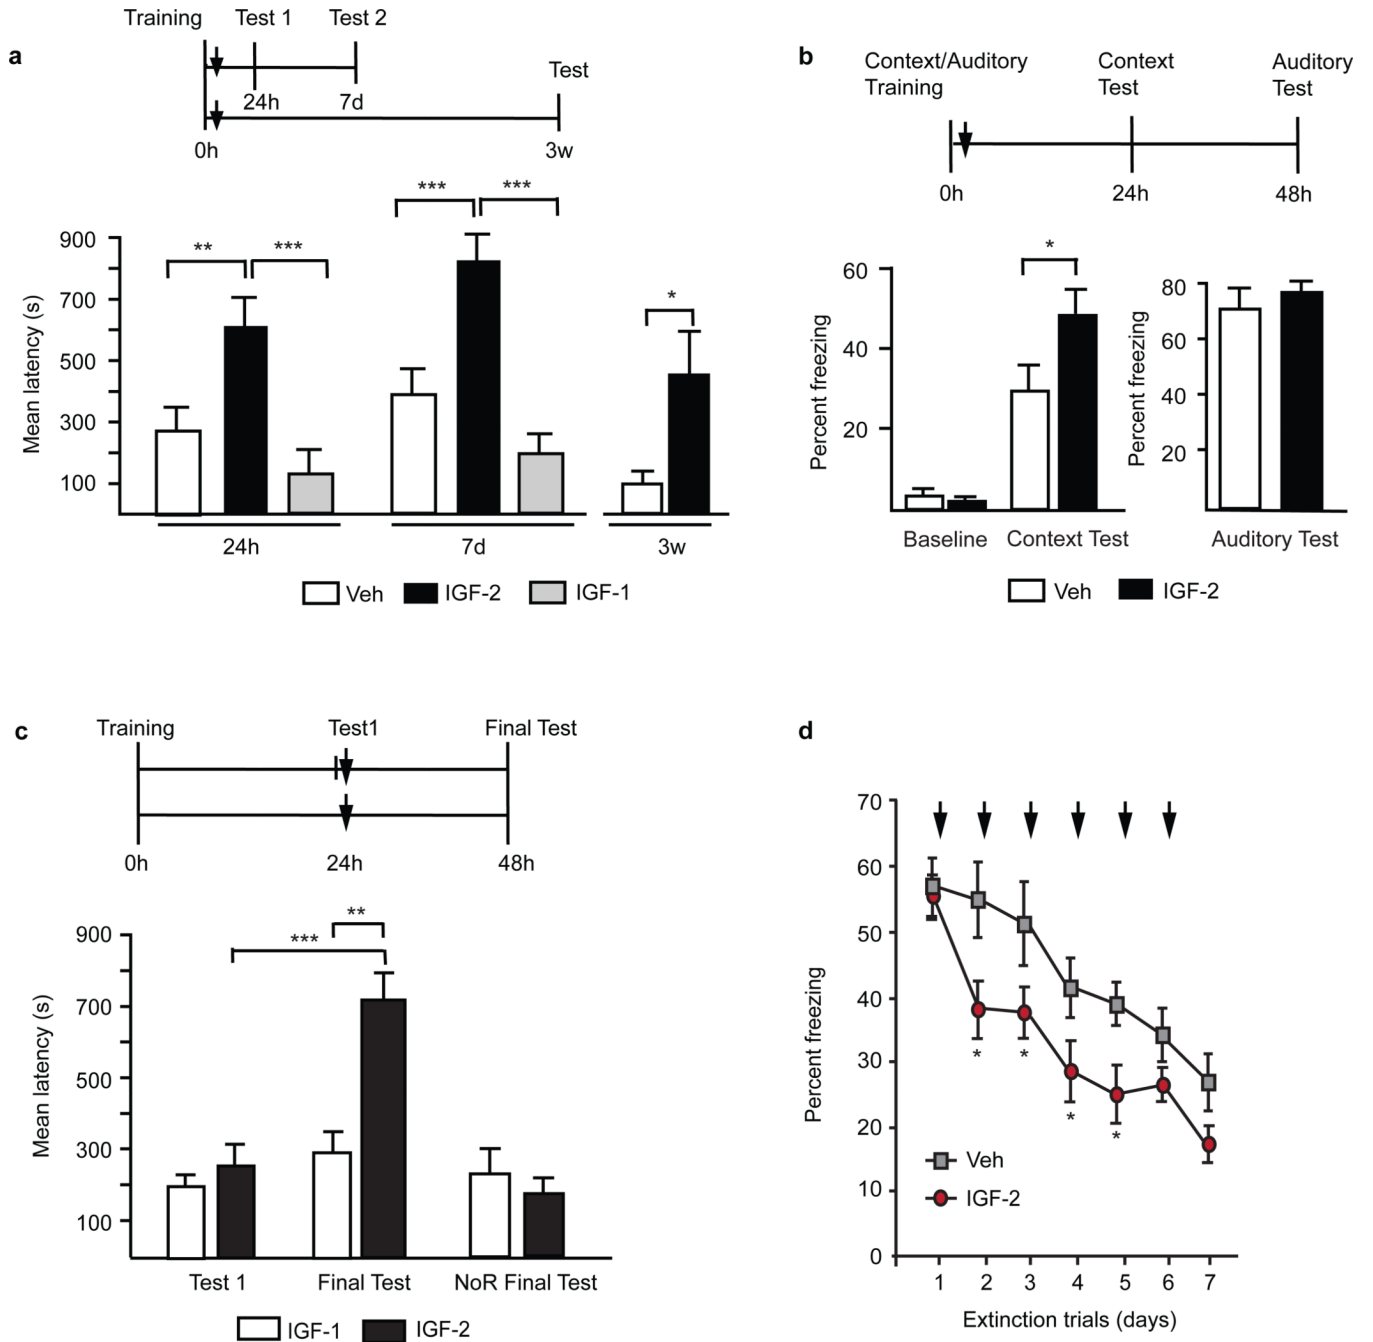 a
Training Test 1 Test 2
24h 7d
Test
0h 3w
*** ***
** ***
*
Mean latency (s)
900
700
500
300
100
24h 7d 3w
Veh IGF-2 IGF-1
b
Context/Auditory
Training
Context
Test
Auditory
Test
0h 24h 48h
*
Percent freezing
60
40
20
Baseline Context Test
Percent freezing
80
60
40
20
Auditory Test
Veh IGF-2
c
Training Test1 Final Test
0h 24h 48h
**
***
Mean latency (s)
900
700
500
300
100
Test 1 Final Test NoR Final Test
IGF-1 IGF-2
d
Percent freezing
70
60
50
40
30
20
10
0
* * * *
Veh
IGF-2
1 2 3 4 5 6 7
Extinction trials (days)